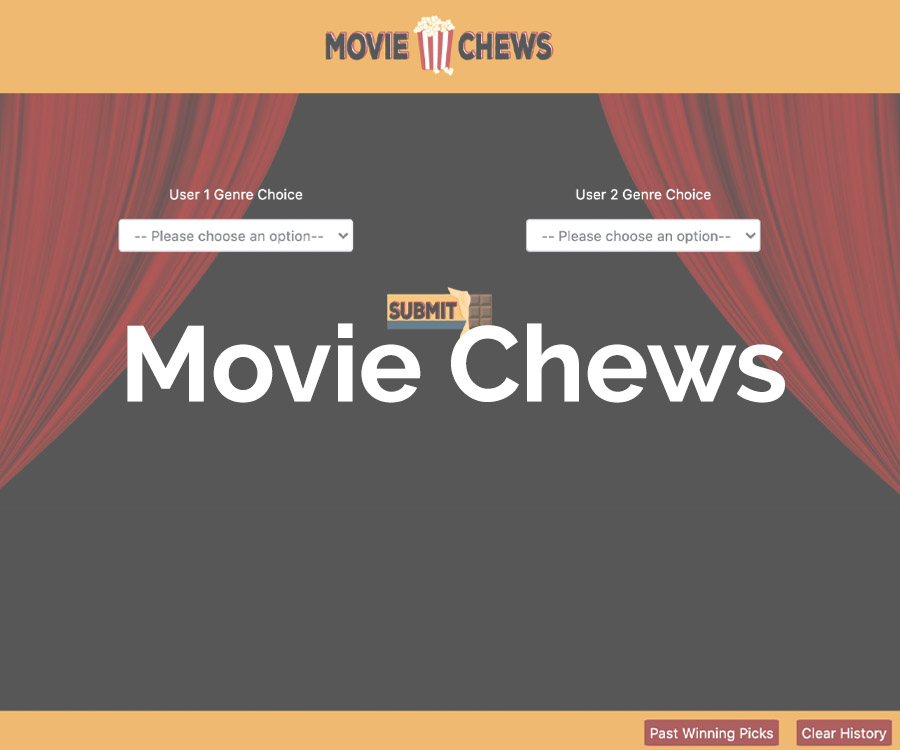 MOVIE CHEWS
User 1 Genre Choice User 2 Genre Choice
-- Please choose an option-- -- Please choose an option--
SUBMIT
Movie Chews
Past Winning Picks Clear History